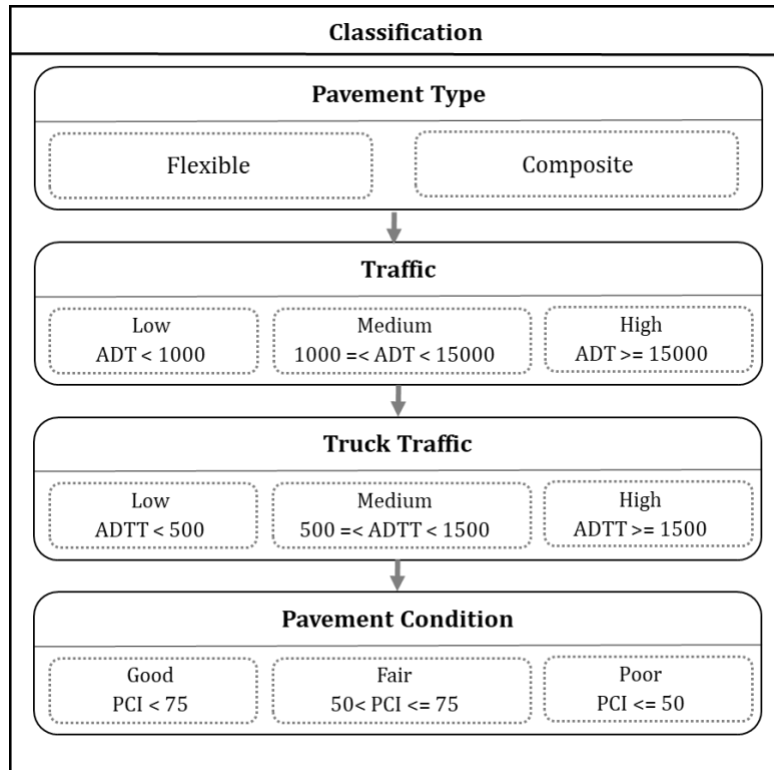 Classification
Pavement Type
Flexible
Composite
Traffic
Low
ADT < 1000
Medium
1000 =< ADT < 15000
High
ADT >= 15000
Truck Traffic
Low
ADTT < 500
Medium
500 =< ADTT < 1500
High
ADTT >= 1500
Pavement Condition
Good
PCI < 75
Fair
50< PCI <= 75
Poor
PCI <= 50